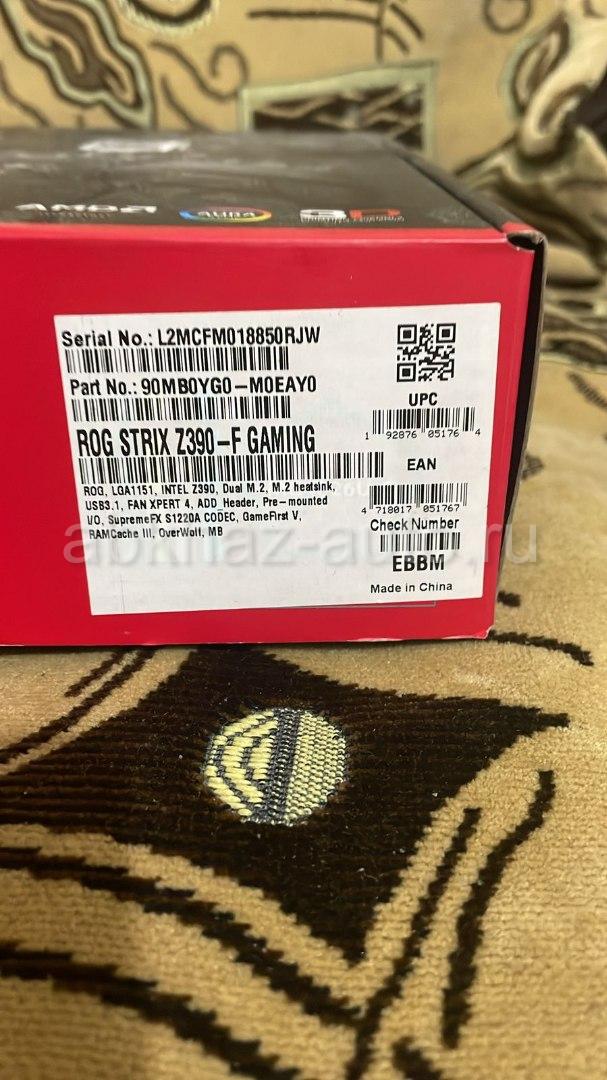 Serial No.: L2MCFM018850RJW
Part No.: 90MB0YG0-M0EAY0
ROG STRIX Z390-F GAMING
ROG, LGA1151, INTEL Z390, Dual M.2, M.2 heatsink,
USB3.1, FAN XPERT 4, ADD_Header, Pre-mounted
I/O, SupremeFX S1220A CODEC, GameFirst V,
RAMCache III, OverWolf, MB
UPC
1 92876 05176 4
EAN
4 718017 051767
Check Number
EBBM
Made in China
abkhaz-auto.ru